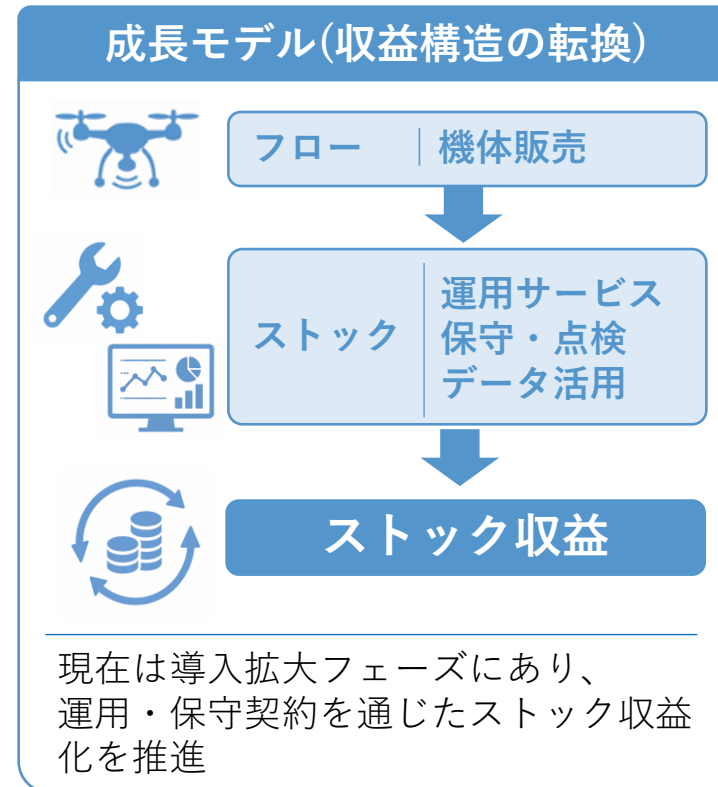 成長モデル(収益構造の転換)
フロー
機体販売
ストック
運用サービス
保守・点検
データ活用
ストック収益
現在は導入拡大フェーズにあり、
運用・保守契約を通じたストック収益
化を推進